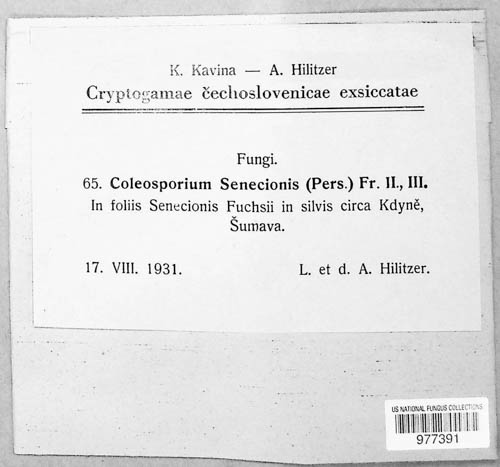 K. Kavina — A. Hilitzer
Cryptogamae čechoslovenicae exsiccatae
Fungi.
65. Coleosporium Senecionis (Pers.) Fr. II., III.
In foliis Senecionis Fuchsii in silvis circa Kdyně,
Šumava.
17. VIII. 1931. L. et d. A. Hilitzer.
US NATIONAL FUNGUS COLLECTIONS
977391